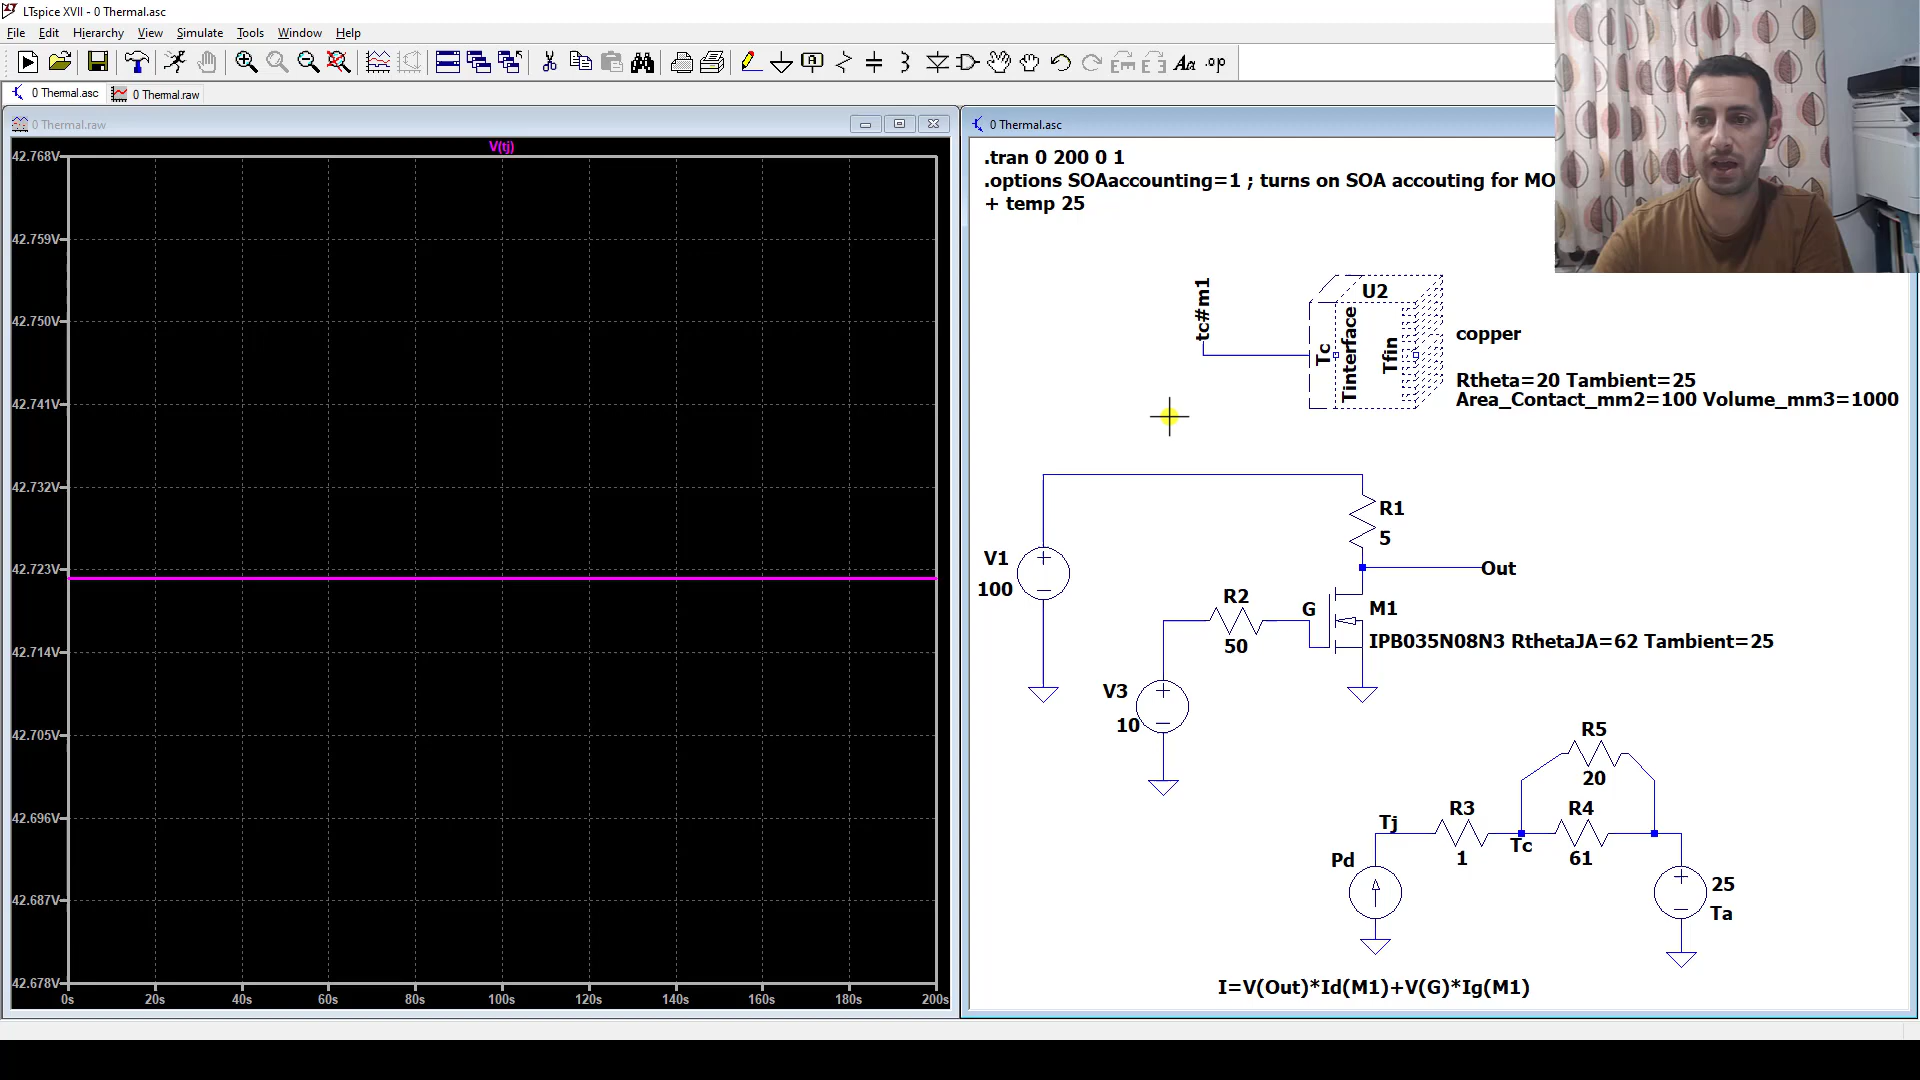 LTspice XVII - 0 Thermal.asc
File Edit Hierarchy View Simulate Tools Window Help
0 Thermal.asc 0 Thermal.raw
0 Thermal.raw
V(tj)
42.768V
42.759V
42.750V
42.741V
42.732V
42.723V
42.714V
42.705V
42.696V
42.687V
42.678V
0s 20s 40s 60s 80s 100s 120s 140s 160s 180s 200s
0 Thermal.asc
.tran 0 200 0 1
.options SOAaccounting=1 ; turns on SOA accouting for MO
+ temp 25
tc#m1
U2
Tc
Tinterface
Tfin
copper
Rtheta=20 Tambient=25
Area_Contact_mm2=100 Volume_mm3=1000
V1
100
R1
5
Out
R2
50
G
M1
IPB035N08N3 RthetaJA=62 Tambient=25
V3
10
R5
20
Tj
R3
1
Tc
R4
61
Pd
25
Ta
I=V(Out)*Id(M1)+V(G)*Ig(M1)